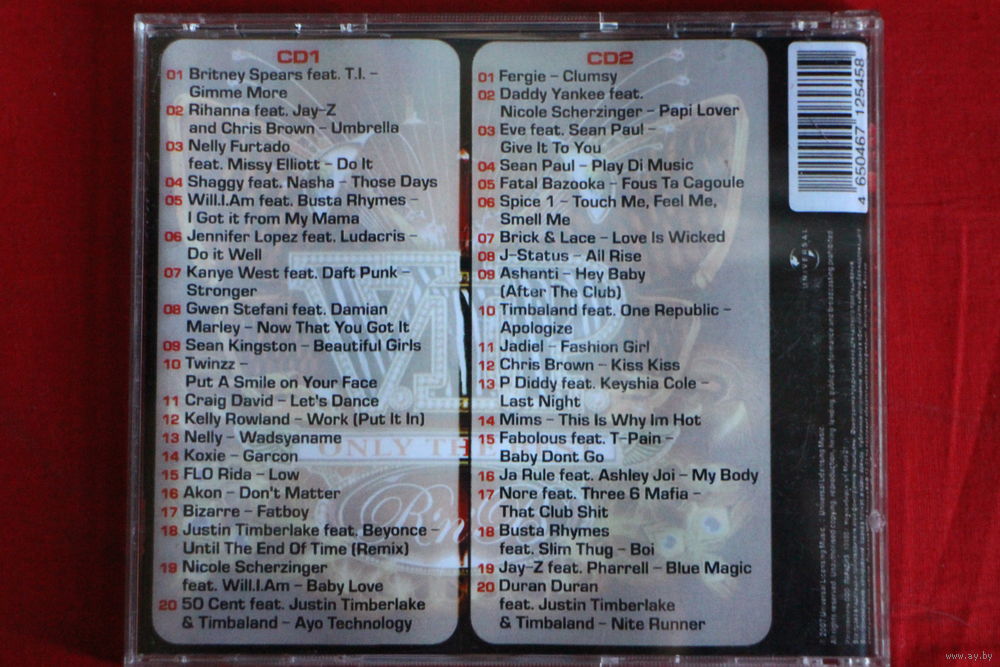 CD1
01 Britney Spears feat. T.I. –
Gimme More
02 Rihanna feat. Jay-Z
and Chris Brown – Umbrella
03 Nelly Furtado
feat. Missy Elliott – Do It
04 Shaggy feat. Nasha – Those Days
05 Will.I.Am feat. Busta Rhymes –
I Got it from My Mama
06 Jennifer Lopez feat. Ludacris –
Do it Well
07 Kanye West feat. Daft Punk –
Stronger
08 Gwen Stefani feat. Damian
Marley – Now That You Got It
09 Sean Kingston – Beautiful Girls
10 Twinzz –
Put A Smile on Your Face
11 Craig David – Let's Dance
12 Kelly Rowland – Work (Put It In)
13 Nelly – Wadsyaname
14 Koxie – Garcon
15 FLO Rida – Low
16 Akon – Don't Matter
17 Bizarre – Fatboy
18 Justin Timberlake feat. Beyonce –
Until The End Of Time (Remix)
19 Nicole Scherzinger
feat. Will.I.Am – Baby Love
20 50 Cent feat. Justin Timberlake
& Timbaland – Ayo Technology
CD2
01 Fergie – Clumsy
02 Daddy Yankee feat.
Nicole Scherzinger – Papi Lover
03 Eve feat. Sean Paul –
Give It To You
04 Sean Paul – Play Di Music
05 Fatal Bazooka – Fous Ta Cagoule
06 Spice 1 – Touch Me, Feel Me,
Smell Me
07 Brick & Lace – Love Is Wicked
08 J-Status – All Rise
09 Ashanti – Hey Baby
(After The Club)
10 Timbaland feat. One Republic –
Apologize
11 Jadiel – Fashion Girl
12 Chris Brown – Kiss Kiss
13 P Diddy feat. Keyshia Cole –
Last Night
14 Mims – This Is Why Im Hot
15 Fabolous feat. T-Pain –
Baby Dont Go
16 Ja Rule feat. Ashley Joi – My Body
17 Nore feat. Three 6 Mafia –
That Club Shit
18 Busta Rhymes
feat. Slim Thug – Boi
19 Jay-Z feat. Pharrell – Blue Magic
20 Duran Duran
feat. Justin Timberlake
& Timbaland – Nite Runner
VIP
ONLY THE
R'n'B
4 650467 125458
UNIVERSAL
www.ay.by